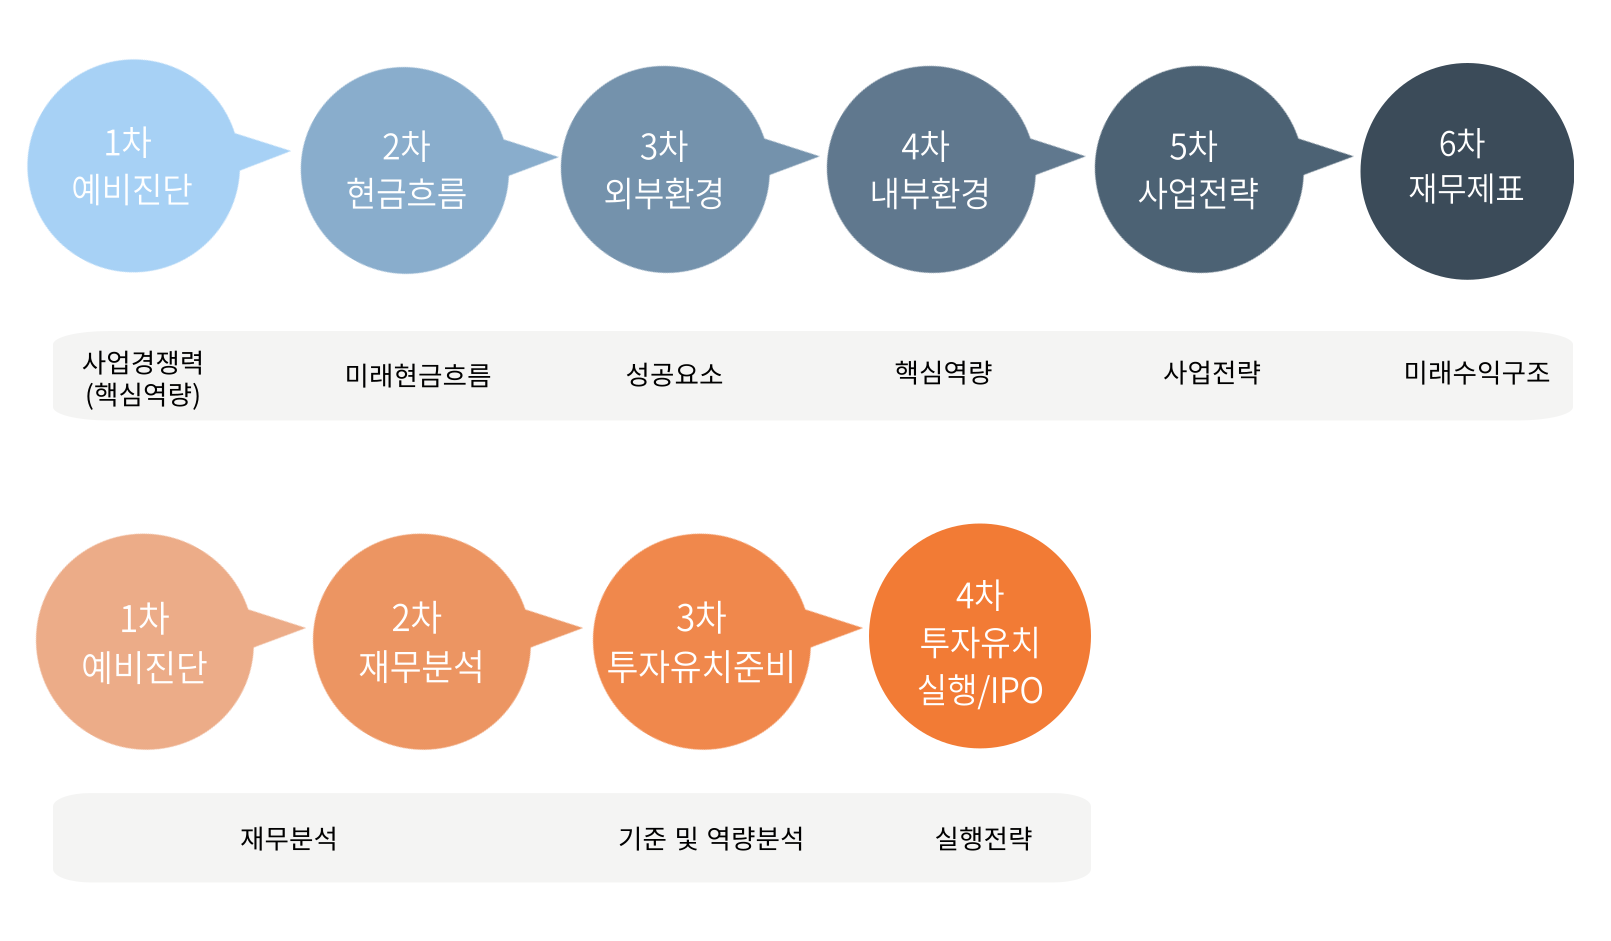 1차
예비진단
2차
현금흐름
3차
외부환경
4차
내부환경
5차
사업전략
6차
재무제표
사업경쟁력
(핵심역량)
미래현금흐름
성공요소
핵심역량
사업전략
미래수익구조
1차
예비진단
2차
재무분석
3차
투자유치준비
4차
투자유치
실행/IPO
재무분석
기준 및 역량분석
실행전략